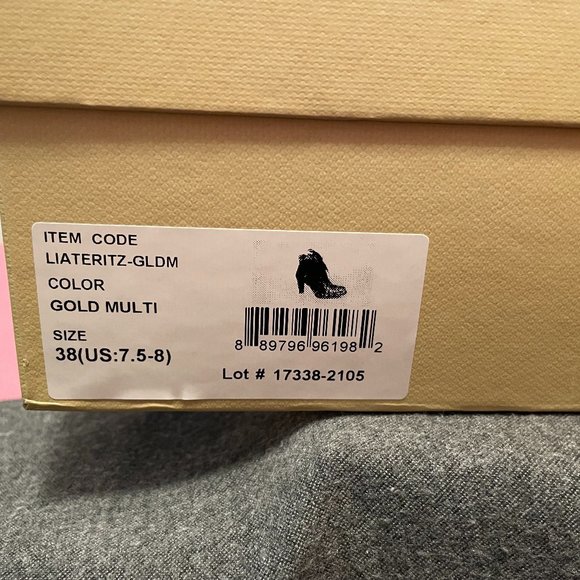 ITEM CODE
LIATERITZ-GLDM
COLOR
GOLD MULTI
SIZE
38(US:7.5-8)
8 89796 96198 2
Lot # 17338-2105